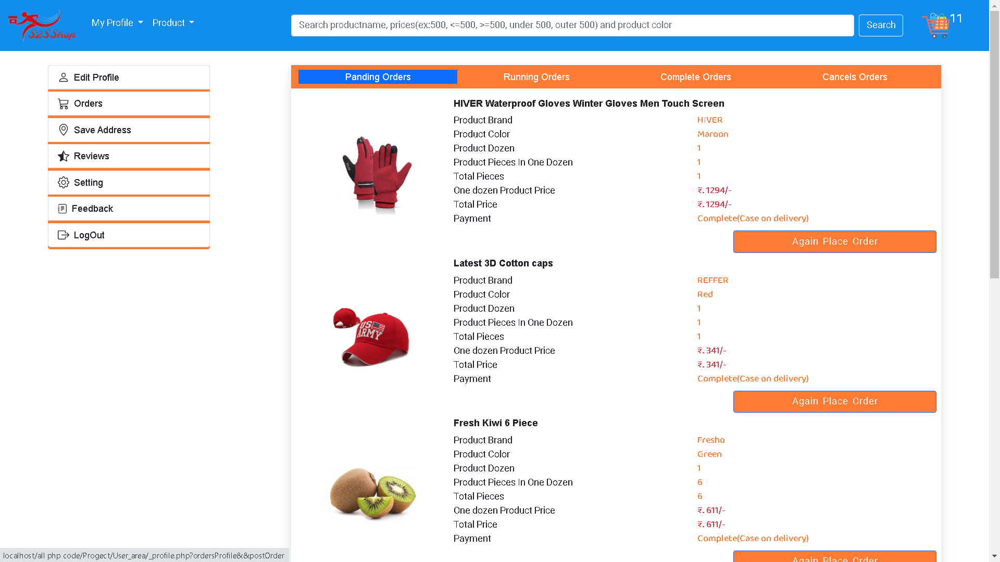 S2SShop
My Profile
Product
Search productname, prices(ex:500, <=500, >=500, under 500, outer 500) and product color
Search
11
Edit Profile
Orders
Save Address
Reviews
Setting
Feedback
LogOut
Panding Orders
Running Orders
Complete Orders
Cancels Orders
HIVER Waterproof Gloves Winter Gloves Men Touch Screen
Product Brand HIVER
Product Color Maroon
Product Dozen 1
Product Pieces In One Dozen 1
Total Pieces 1
One dozen Product Price ₹. 1294/-
Total Price ₹. 1294/-
Payment Complete(Case on delivery)
Again Place Order
Latest 3D Cotton caps
US
ARMY
Product Brand REFFER
Product Color Red
Product Dozen 1
Product Pieces In One Dozen 1
Total Pieces 1
One dozen Product Price ₹. 341/-
Total Price ₹. 341/-
Payment Complete(Case on delivery)
Again Place Order
Fresh Kiwi 6 Piece
Product Brand Fresho
Product Color Green
Product Dozen 1
Product Pieces In One Dozen 6
Total Pieces 6
One dozen Product Price ₹. 611/-
Total Price ₹. 611/-
Payment Complete(Case on delivery)
Again Place Order
localhost/all php code/Progect/User_area/_profile.php?ordersProfile&&postOrder